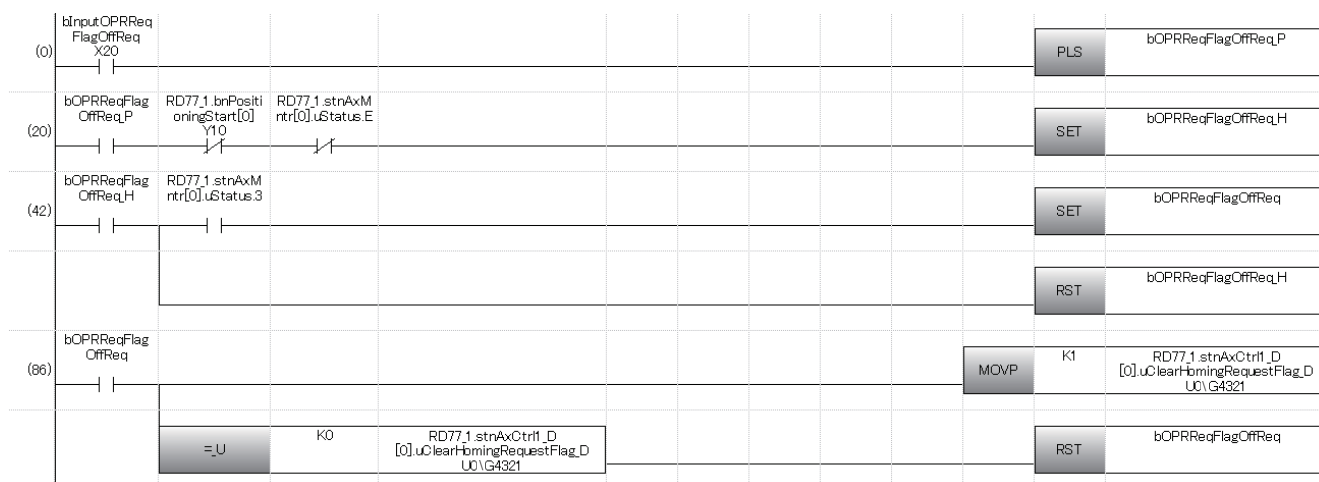 bInputOPRReq
FlagOffReq
X20
(0)
PLS
bOPRReqFlagOffReq_P
bOPRReqFlag
OffReq_P
RD77_1.bnPositi
oningStart[0]
Y10
RD77_1.stnAxM
ntr[0].uStatus.E
(20)
SET
bOPRReqFlagOffReq_H
bOPRReqFlag
OffReq_H
RD77_1.stnAxM
ntr[0].uStatus.3
(42)
SET
bOPRReqFlagOffReq
RST
bOPRReqFlagOffReq_H
bOPRReqFlag
OffReq
(86)
MOVP
K1
RD77_1.stnAxCtrl1_D
[0].uClearHomingRequestFlag_D
U0\G4321
=_U
K0
RD77_1.stnAxCtrl1_D
[0].uClearHomingRequestFlag_D
U0\G4321
RST
bOPRReqFlagOffReq